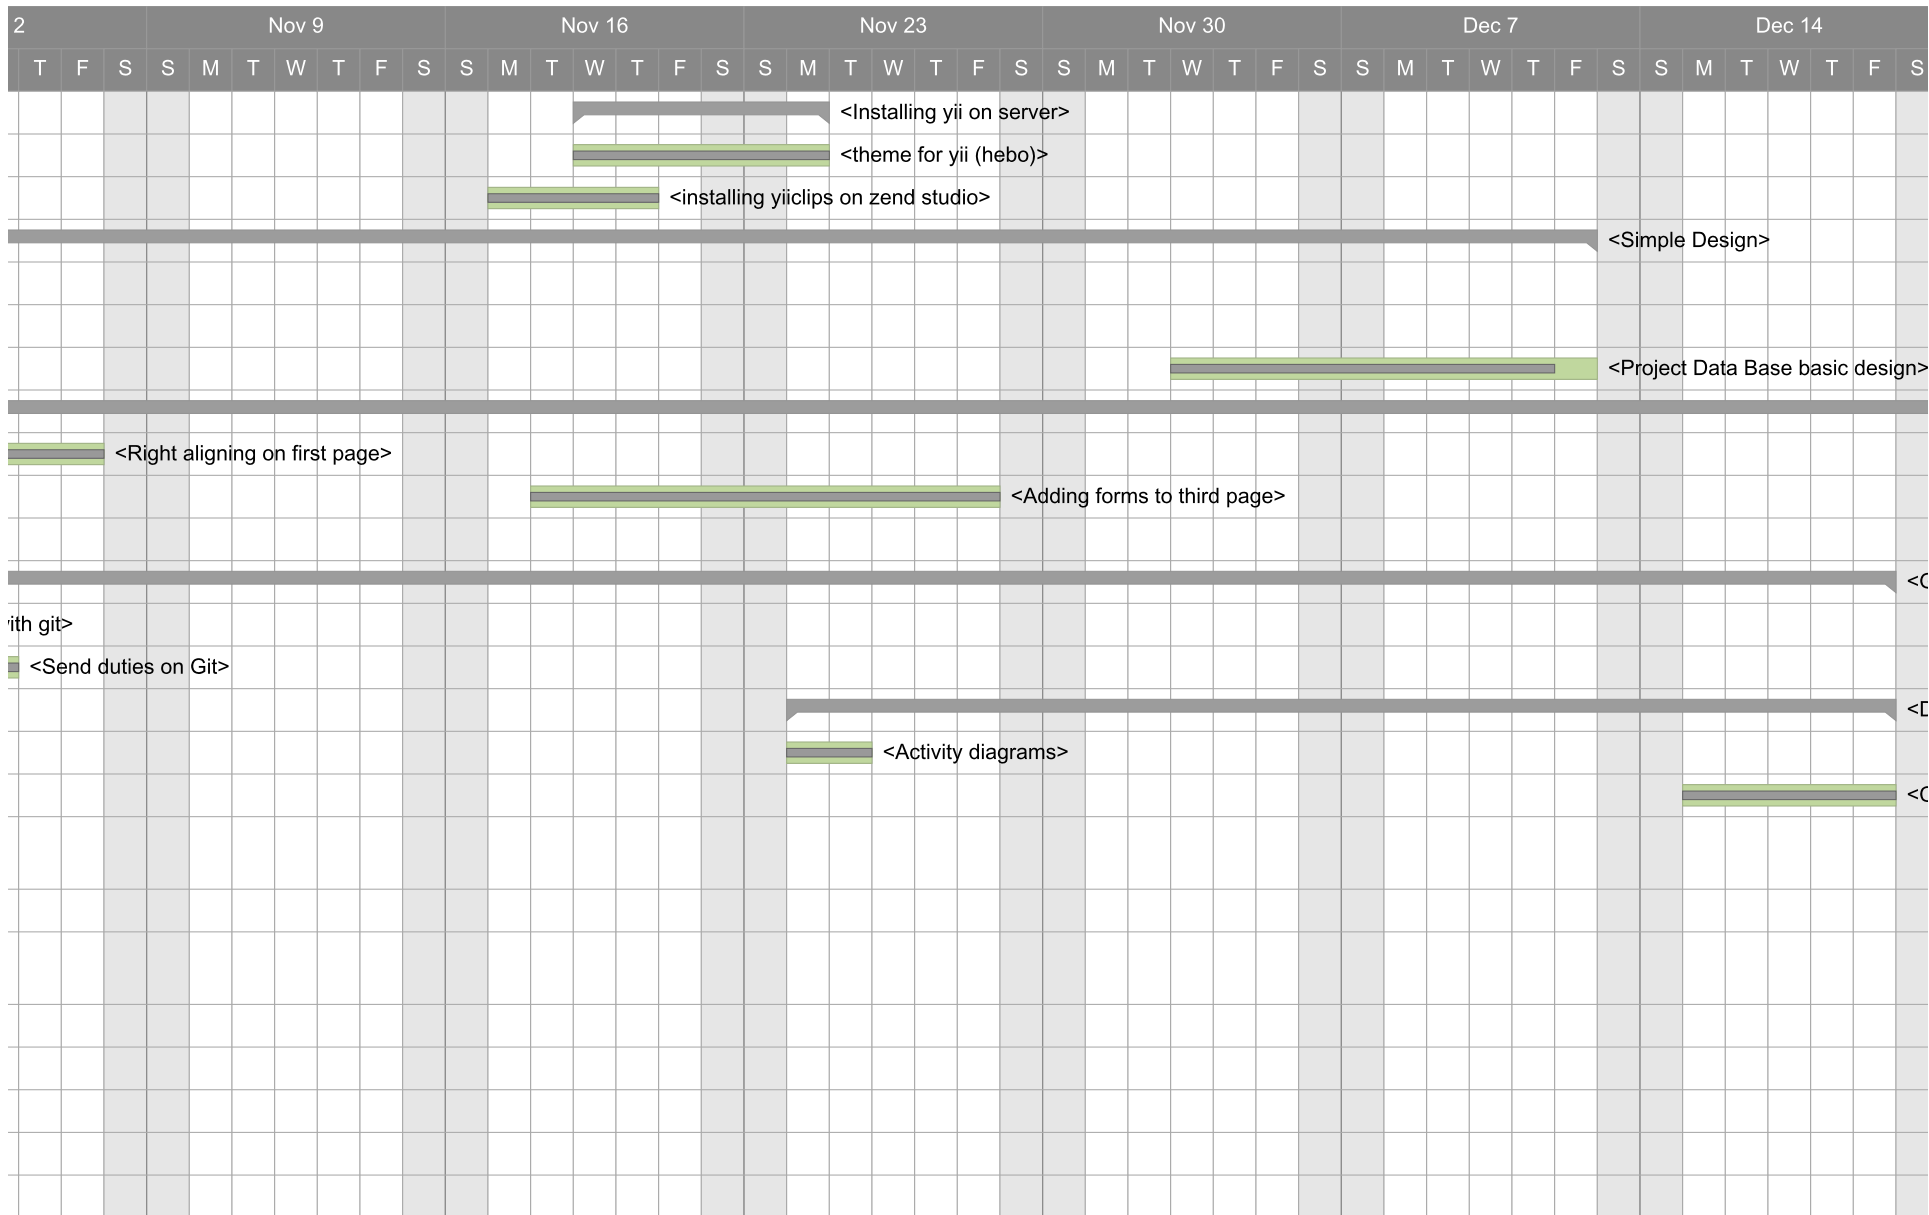 2 Nov 9 Nov 16 Nov 23 Nov 30 Dec 7 Dec 14
T F S S M T W T F S S M T W T F S S M T W T F S S M T W T F S S M T W T F S S M T W T F S
<Installing yii on server>
<theme for yii (hebo)>
<installing yiiclips on zend studio>
<Simple Design>
<Project Data Base basic design>
<Right aligning on first page>
<Adding forms to third page>
git>
<Send duties on Git>
<Activity diagrams>